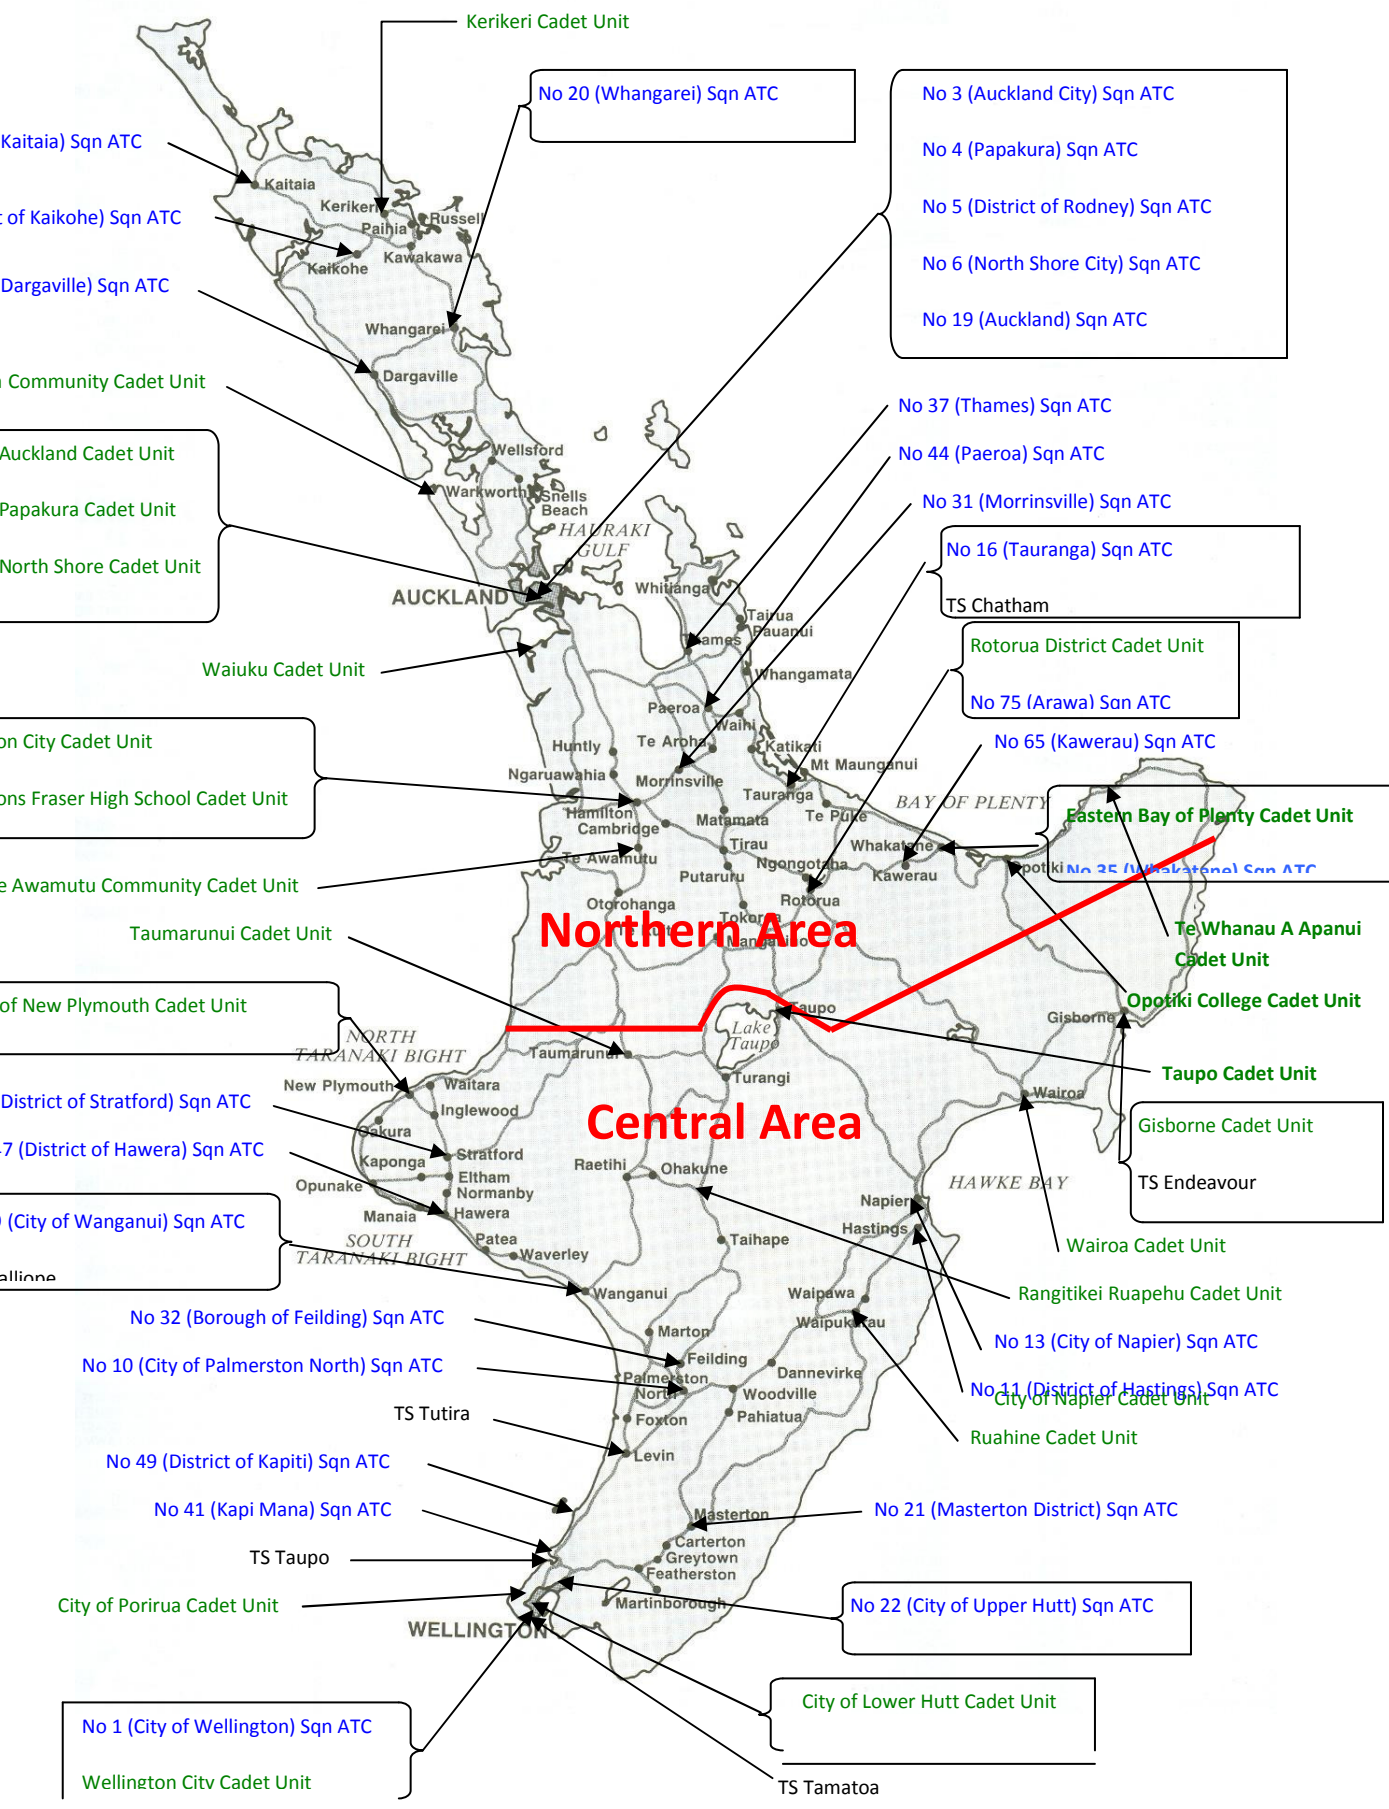 Kerikeri Cadet Unit
No 20 (Whangarei) Sqn ATC
No 3 (Auckland City) Sqn ATC
No 4 (Papakura) Sqn ATC
No 5 (District of Rodney) Sqn ATC
No 6 (North Shore City) Sqn ATC
No 19 (Auckland) Sqn ATC
Kaitaia) Sqn ATC
Kaitaia
Kerikeri
Russell
Paihia
of Kaikohe) Sqn ATC
Kawakawa
Kaikohe
Dargaville) Sqn ATC
Whangarei
Dargaville
Community Cadet Unit
No 37 (Thames) Sqn ATC
Auckland Cadet Unit
Papakura Cadet Unit
North Shore Cadet Unit
No 44 (Paeroa) Sqn ATC
No 31 (Morrinsville) Sqn ATC
Wellsford
Warkworth
Snells
Beach
HAURAKI
GULF
No 16 (Tauranga) Sqn ATC
TS Chatham
AUCKLAND
Whitianga
Tairua
Pauanui
Thames
Rotorua District Cadet Unit
No 75 (Arawa) Sqn ATC
Waiuku Cadet Unit
Whangamata
Paeroa
Waihi
on City Cadet Unit
ons Fraser High School Cadet Unit
Te Aroha
Katikati
No 65 (Kawerau) Sqn ATC
Huntly
Ngaruawahia
Morrinsville
Mt Maunganui
Tauranga
BAY OF PLENTY
Hamilton
Cambridge
Matamata
Te Puke
Eastern Bay of Plenty Cadet Unit
No 35 (Whakatane) Sqn ATC
Te Awamutu
Tirau
Whakatane
Ngongotaha
Kawerau
Opotiki
Putaruru
e Awamutu Community Cadet Unit
Otorohanga
Rotorua
Tokoroa
Te Kuiti
Mangakino
Northern Area
Taumarunui Cadet Unit
Te Whanau A Apanui
Cadet Unit
Opotiki College Cadet Unit
of New Plymouth Cadet Unit
Taupo
Gisborne
NORTH
TARANAKI BIGHT
Lake
Taupo
Taumarunui
Taupo Cadet Unit
New Plymouth
Waitara
Turangi
Wairoa
District of Stratford) Sqn ATC
Inglewood
Central Area
Gisborne Cadet Unit
TS Endeavour
Oakura
47 (District of Hawera) Sqn ATC
Stratford
Kaponga
Raetihi
Ohakune
Eltham
Opunake
Normanby
HAWKE BAY
Napier
Manaia
Hawera
(City of Wanganui) Sqn ATC
alliope
SOUTH
TARANAKI BIGHT
Patea
Waverley
Taihape
Hastings
Wairoa Cadet Unit
Wanganui
Waipawa
Rangitikei Ruapehu Cadet Unit
No 32 (Borough of Feilding) Sqn ATC
Marton
Waipukurau
No 13 (City of Napier) Sqn ATC
No 10 (City of Palmerston North) Sqn ATC
Feilding
Palmerston
North
Dannevirke
Woodville
No 11 (District of Hastings) Sqn ATC
City of Napier Cadet Unit
TS Tutira
Foxton
Pahiatua
Ruahine Cadet Unit
Levin
No 49 (District of Kapiti) Sqn ATC
No 41 (Kapi Mana) Sqn ATC
Masterton
No 21 (Masterton District) Sqn ATC
TS Taupo
Carterton
Greytown
Featherston
City of Porirua Cadet Unit
Martinborough
No 22 (City of Upper Hutt) Sqn ATC
WELLINGTON
City of Lower Hutt Cadet Unit
No 1 (City of Wellington) Sqn ATC
Wellington City Cadet Unit
TS Tamatoa